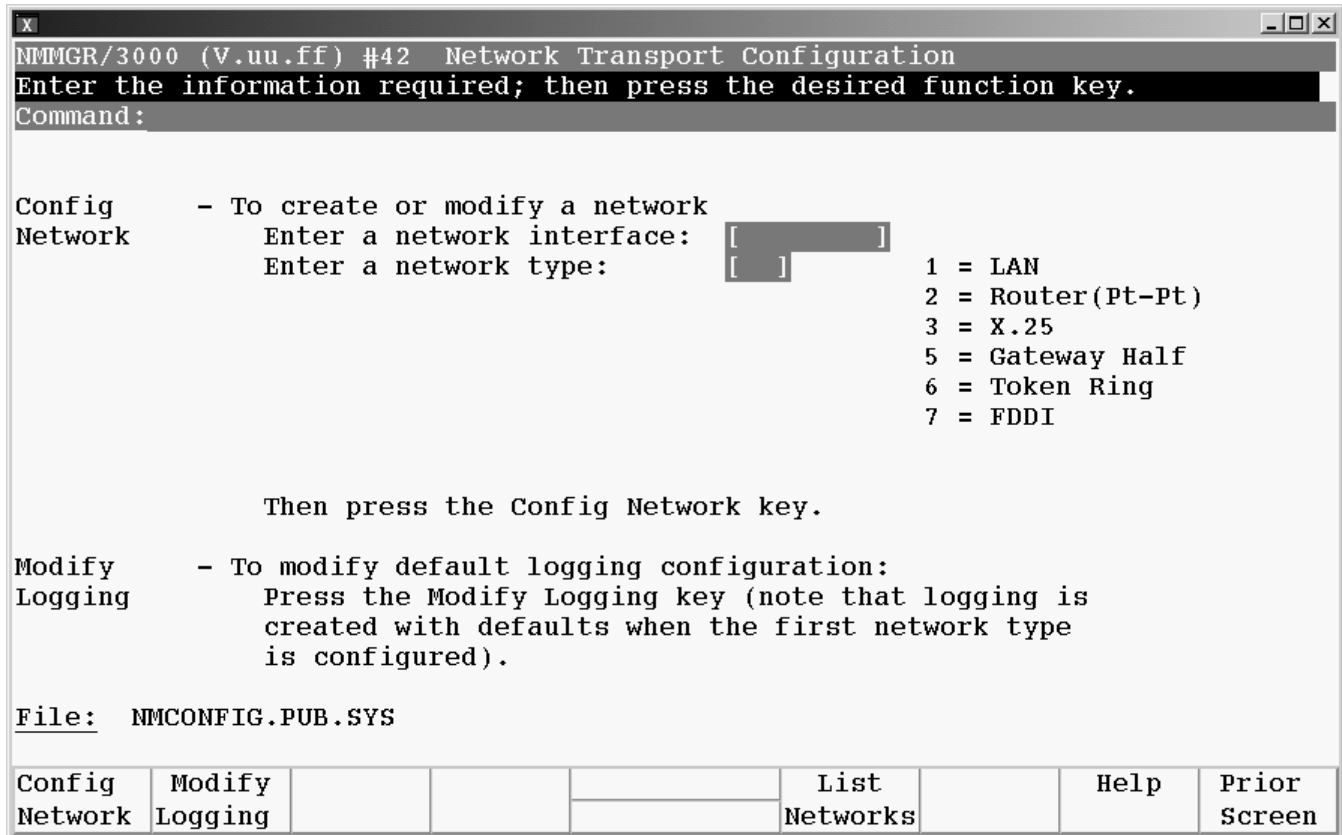 X
NMMGR/3000 (V.uu.ff) #42 Network Transport Configuration
Enter the information required; then press the desired function key.
Command:
Config - To create or modify a network
Network Enter a network interface: [ ]
Enter a network type: [ ] 1 = LAN
2 = Router(Pt-Pt)
3 = X.25
5 = Gateway Half
6 = Token Ring
7 = FDDI
Then press the Config Network key.
Modify - To modify default logging configuration:
Logging Press the Modify Logging key (note that logging is
created with defaults when the first network type
is configured).
File: NMCONFIG.PUB.SYS
Config Modify List Help Prior
Network Logging Networks Screen